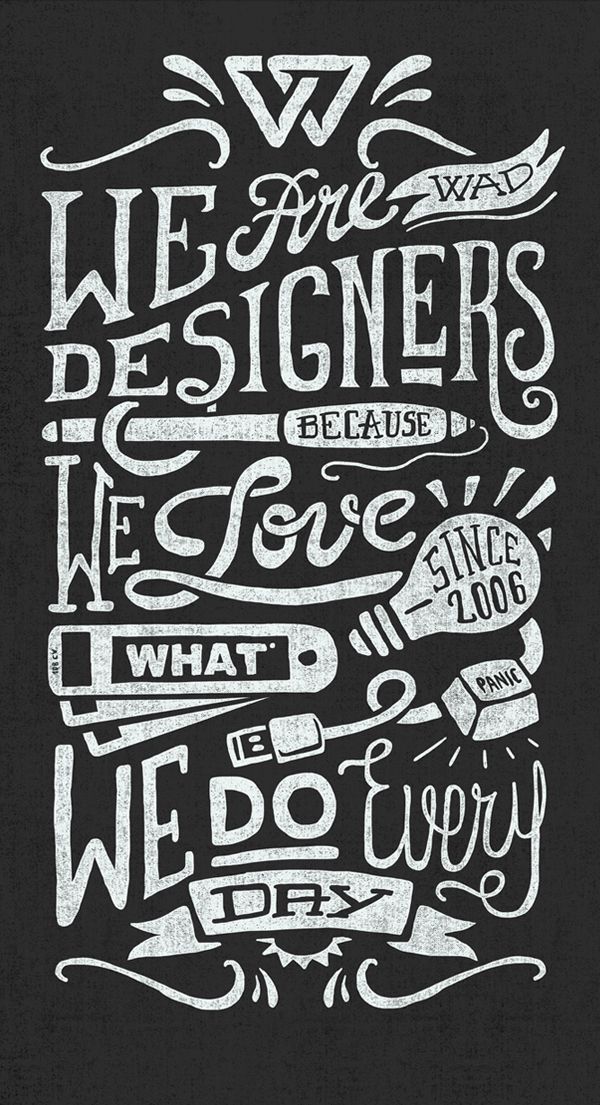 WE Are WAD
DESIGNERS
BECAUSE
WE Love
SINCE
2006
WHAT
PANIC
WE DO Every
DAY